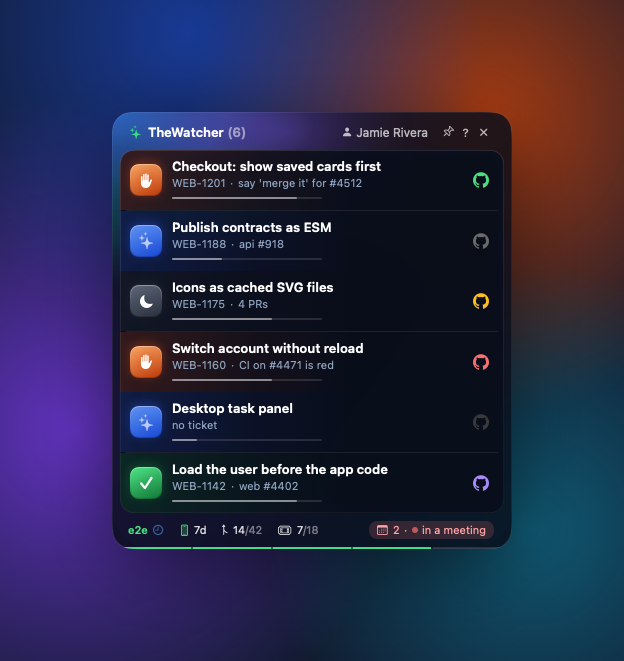 TheWatcher (6)
Jamie Rivera
?
Checkout: show saved cards first
WEB-1201 · say 'merge it' for #4512
Publish contracts as ESM
WEB-1188 · api #918
Icons as cached SVG files
WEB-1175 · 4 PRs
Switch account without reload
WEB-1160 · CI on #4471 is red
Desktop task panel
no ticket
Load the user before the app code
WEB-1142 · web #4402
e2e 7d 14/42 7/18 2 · in a meeting